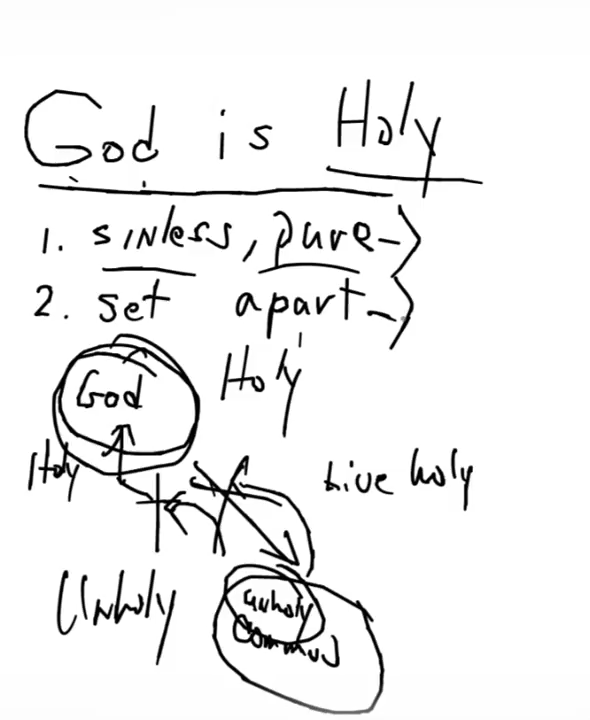 God is Holy
1. sinless, pure
2. set apart
God
Holy
Holy
Live holy
Unholy
unholy